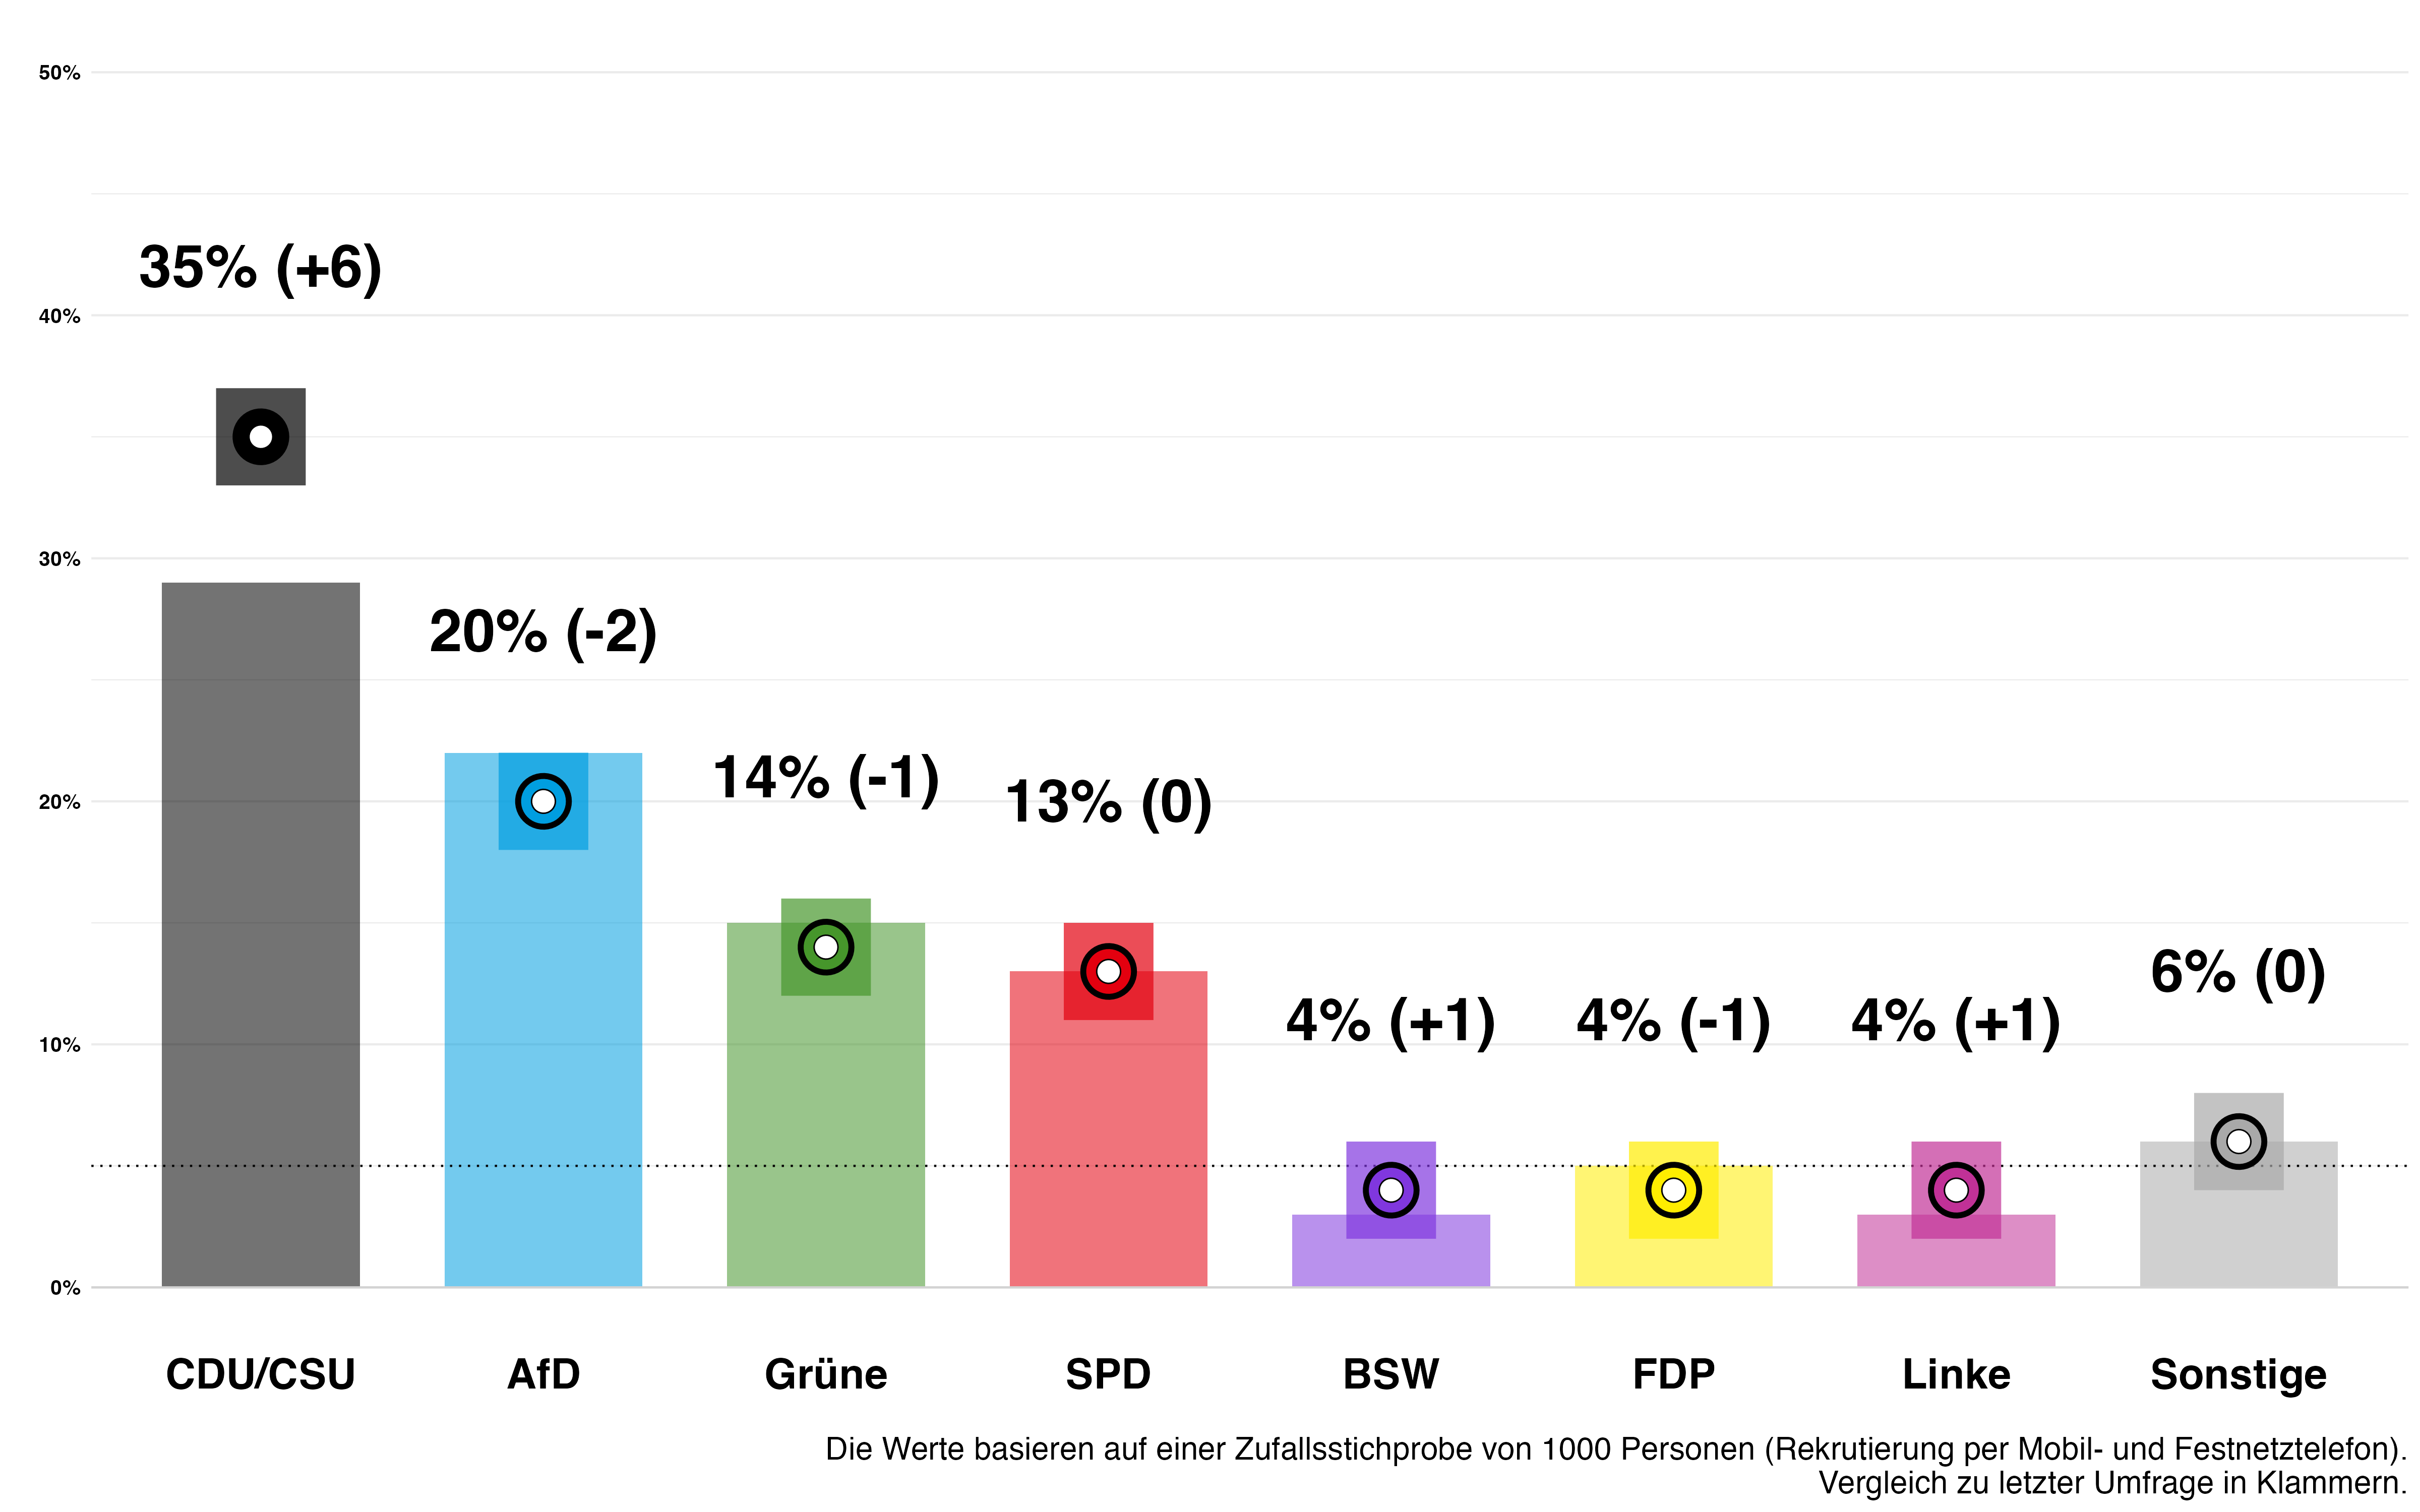 50%
40%
30%
20%
10%
0%
35% (+6)
20% (-2)
14% (-1)
13% (0)
4% (+1)
4% (-1)
4% (+1)
6% (0)
CDU/CSU
AfD
Grüne
SPD
BSW
FDP
Linke
Sonstige
Die Werte basieren auf einer Zufallsstichprobe von 1000 Personen (Rekrutierung per Mobil- und Festnetztelefon).
Vergleich zu letzter Umfrage in Klammern.